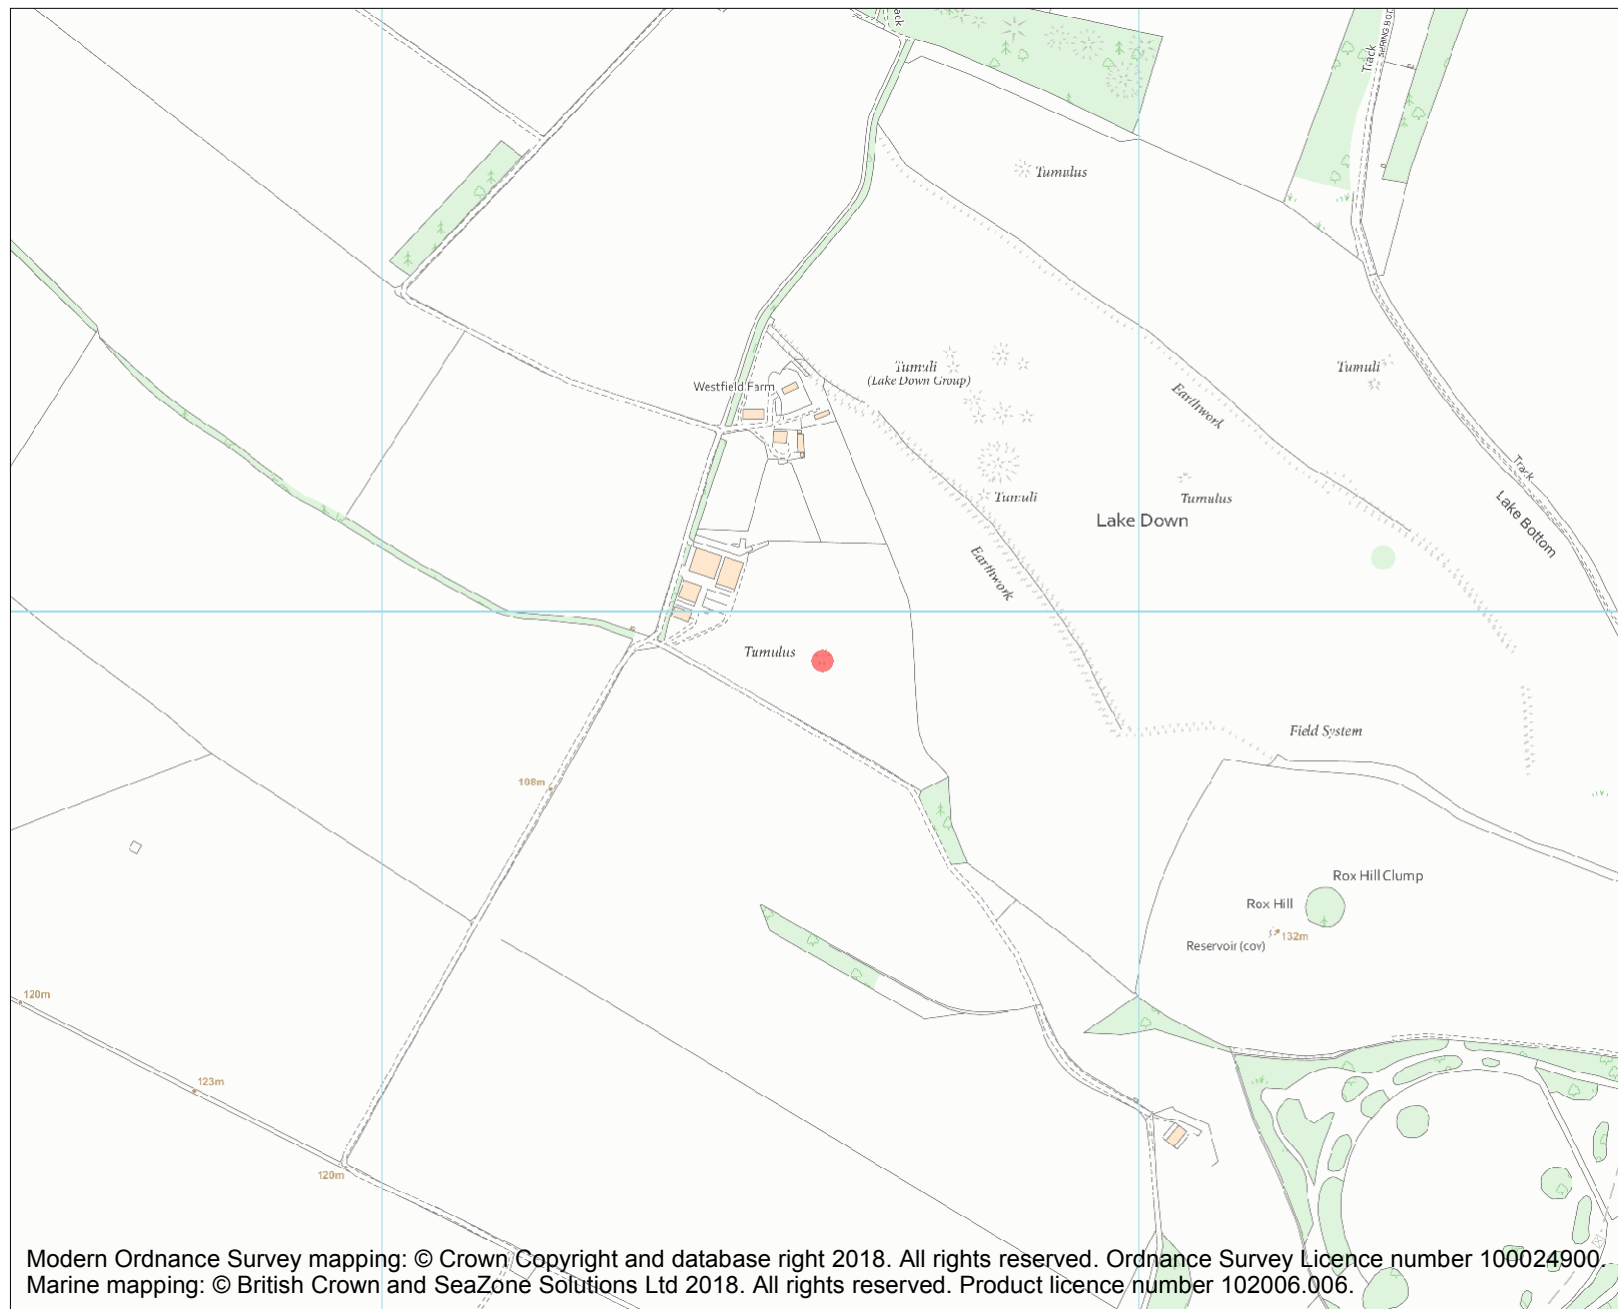 Track
Tumulus
Westfield Farm
Tumuli
(Lake Down Group)
Tumuli
Earthwork
Track
Tumuli
Tumulus
Lake Down
Lake Bottom
Earthwork
Tumulus
Field System
108m
Rox Hill Clump
Rox Hill
132m
Reservoir (cov)
120m
123m
120m
Modern Ordnance Survey mapping: © Crown Copyright and database right 2018. All rights reserved. Ordnance Survey Licence number 100024900.
Marine mapping: © British Crown and SeaZone Solutions Ltd 2018. All rights reserved. Product licence number 102006.006.